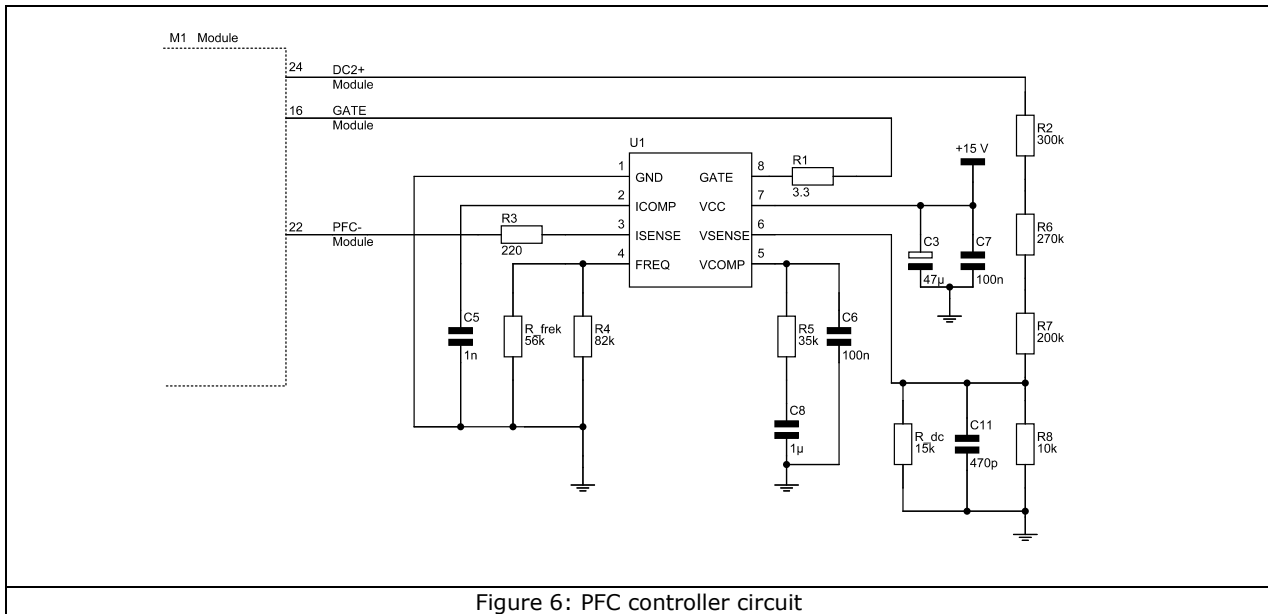 M1 Module
24
DC2+
Module
16
GATE
Module
22
PFC-
Module
U1
1
GND
2
ICOMP
3
ISENSE
4
FREQ
8
GATE
7
VCC
6
VSENSE
5
VCOMP
R1
3.3
R3
220
+15 V
R2
300k
R6
270k
R7
200k
C3
47µ
C7
100n
C5
1n
R_frek
56k
R4
82k
R5
35k
C6
100n
C8
1µ
R_dc
15k
C11
470p
R8
10k
Figure 6: PFC controller circuit